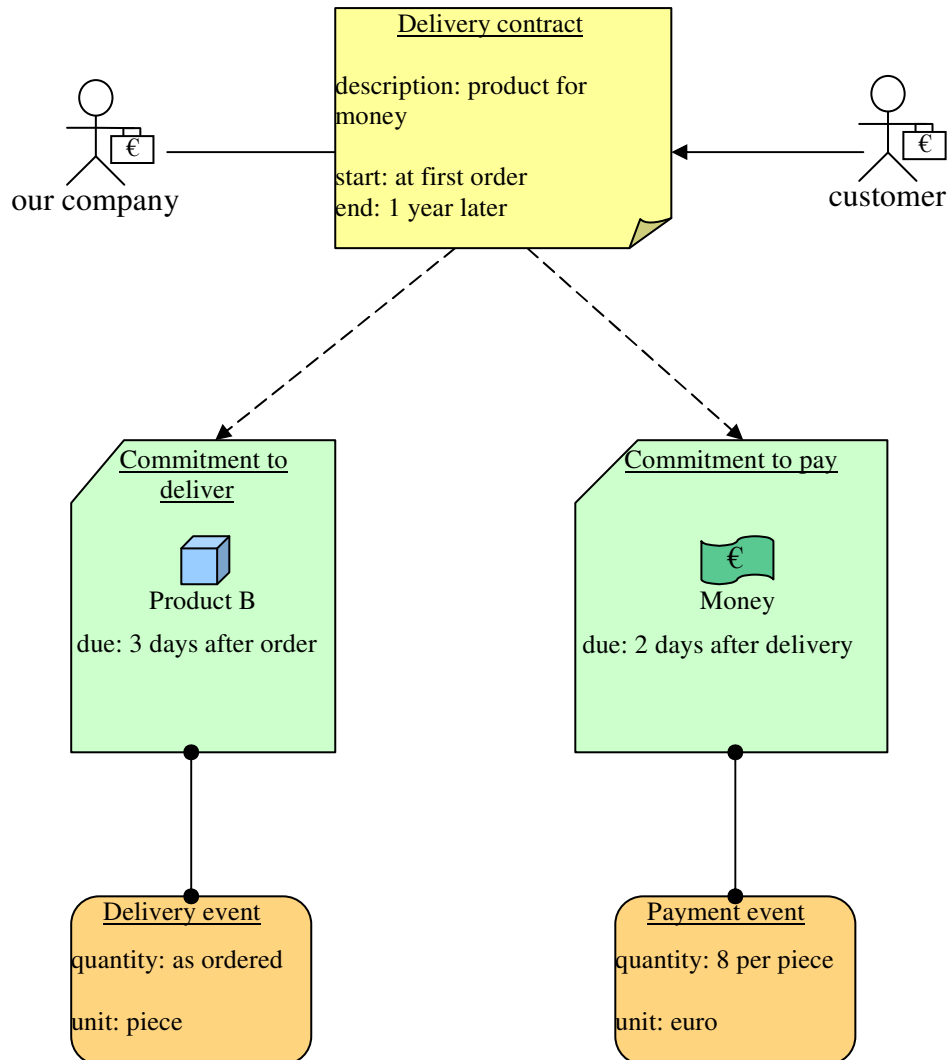 Delivery contract
description: product for
money
start: at first order
end: 1 year later
€
our company
€
customer
Commitment to
deliver
Product B
due: 3 days after order
Commitment to pay
€
Money
due: 2 days after delivery
Delivery event
quantity: as ordered
unit: piece
Payment event
quantity: 8 per piece
unit: euro